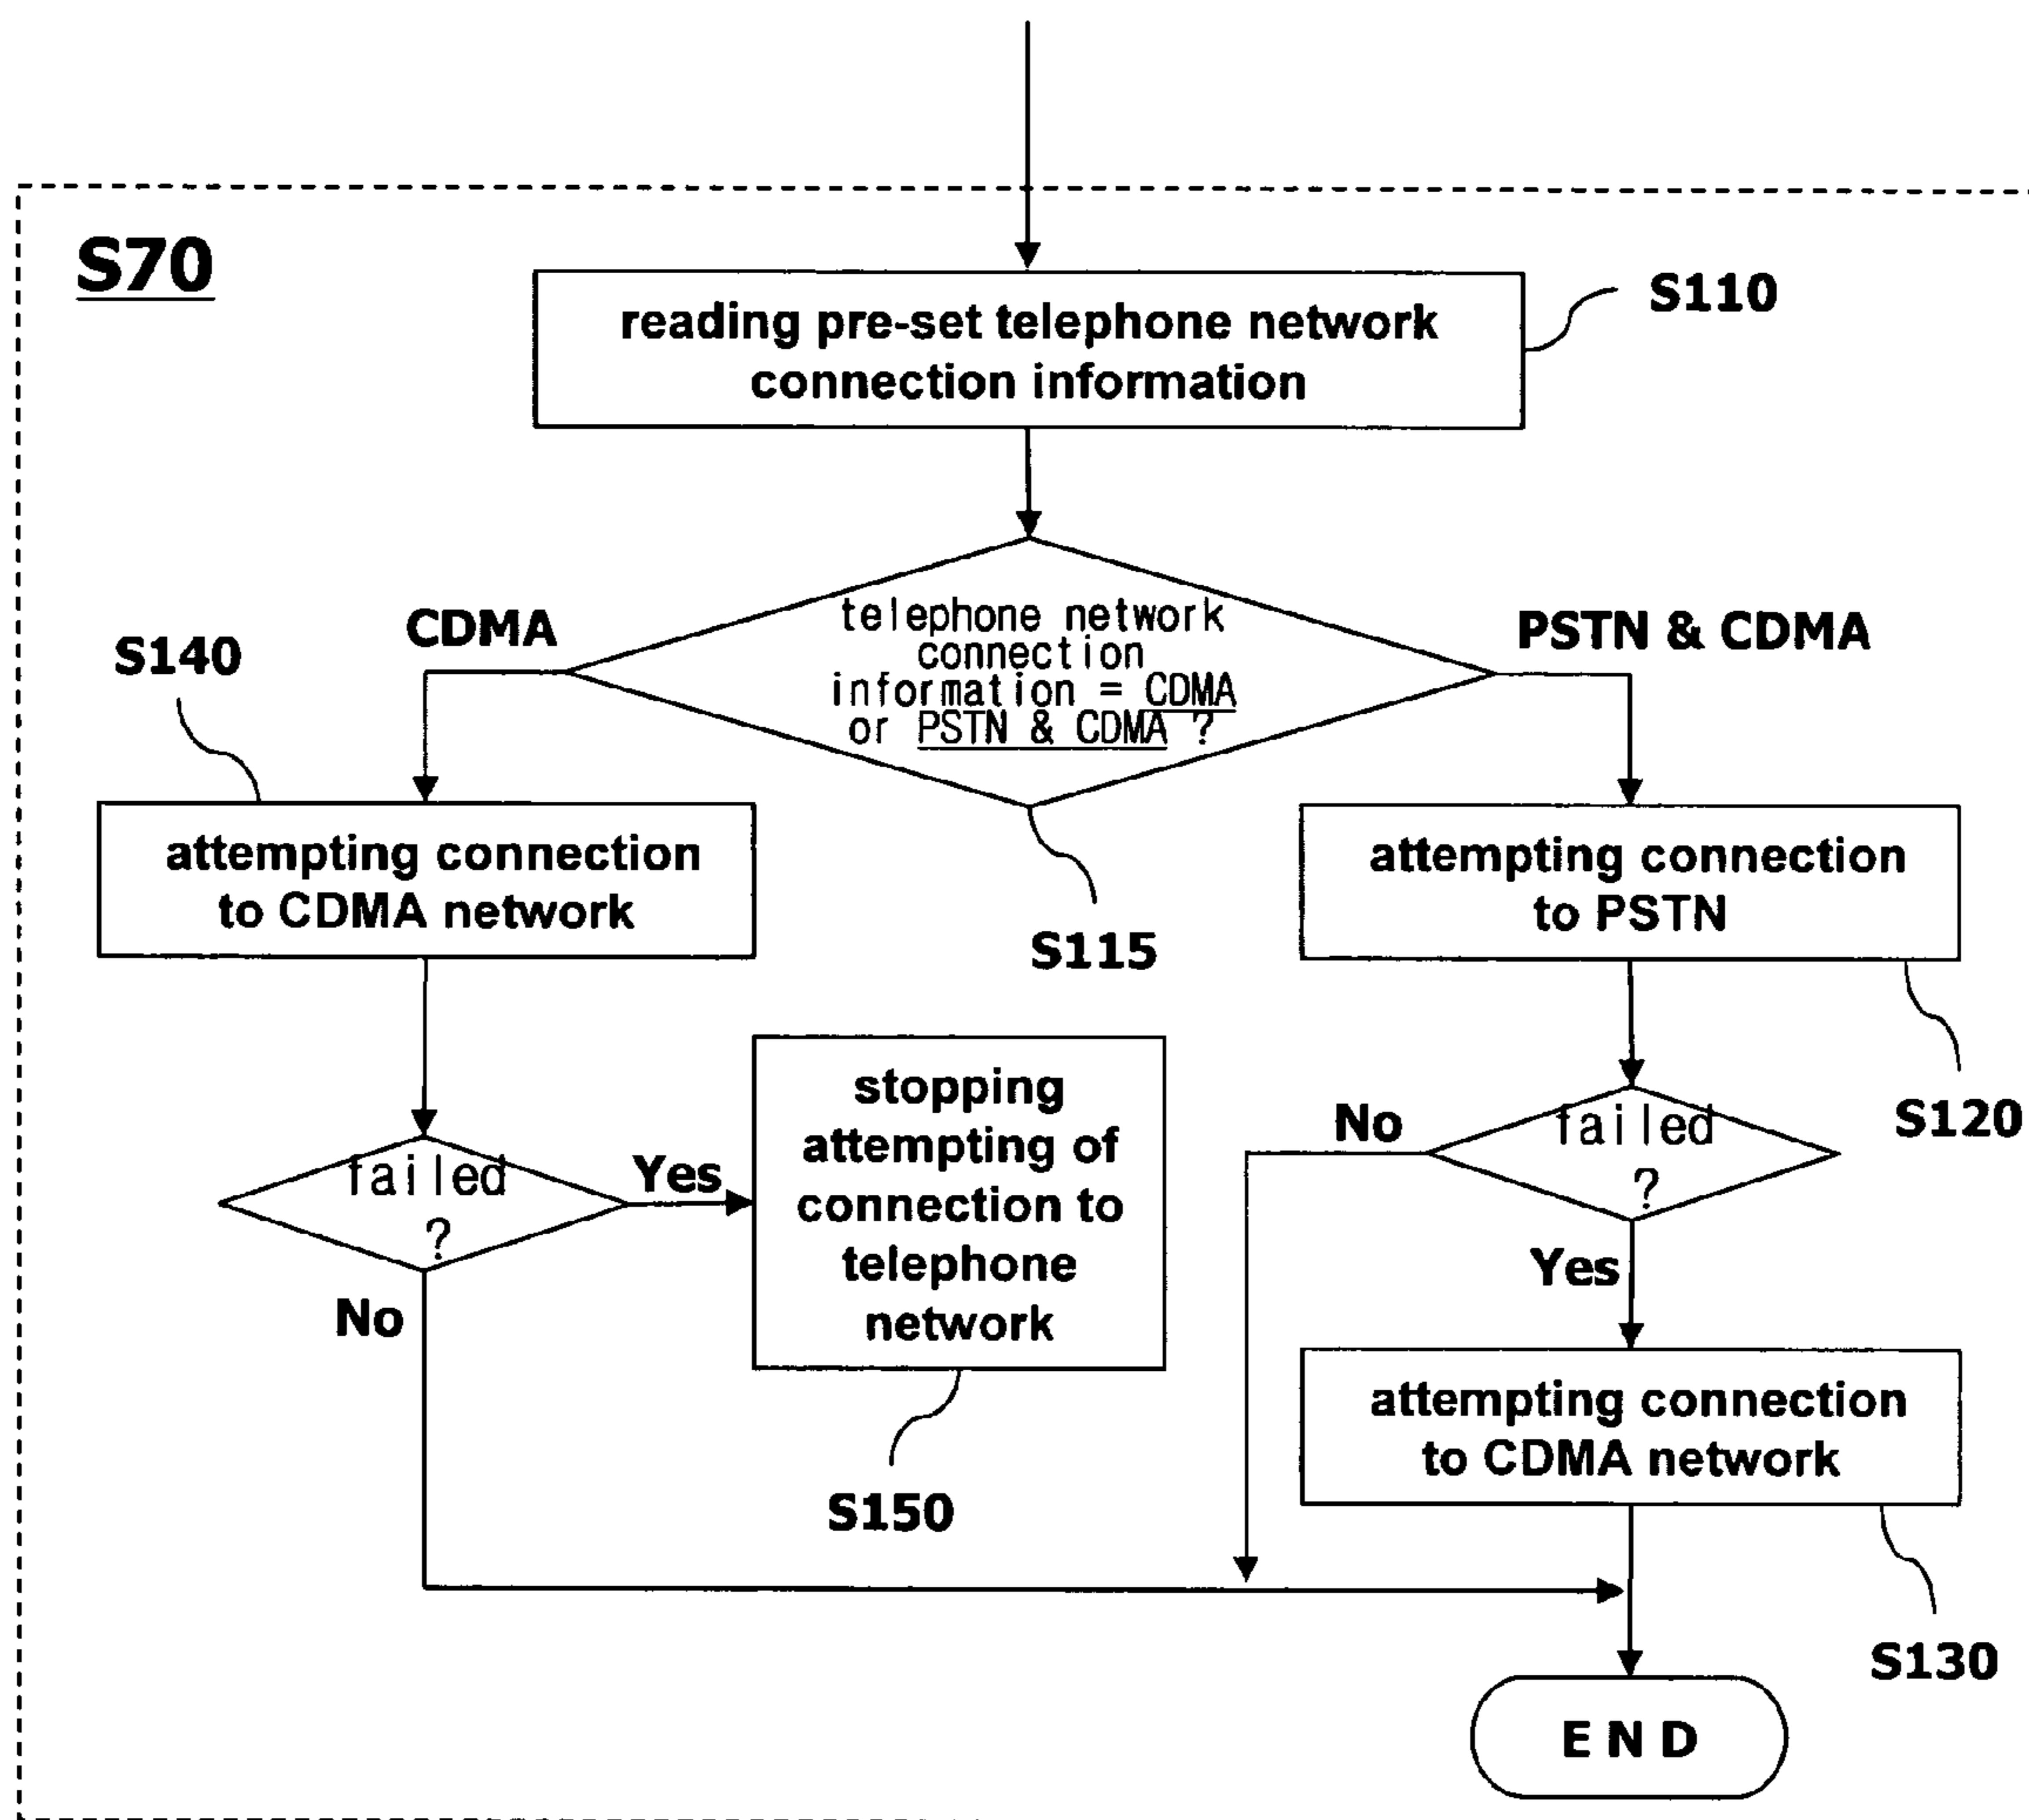 S70
S110
reading pre-set telephone network
connection information
CDMA
PSTN & CDMA
telephone network
connection
information = CDMA
or PSTN & CDMA ?
S140
S115
attempting connection
to CDMA network
attempting connection
to PSTN
S120
failed
?
Yes
No
stopping
attempting of
connection to
telephone
network
S150
failed
?
No
Yes
attempting connection
to CDMA network
S130
END